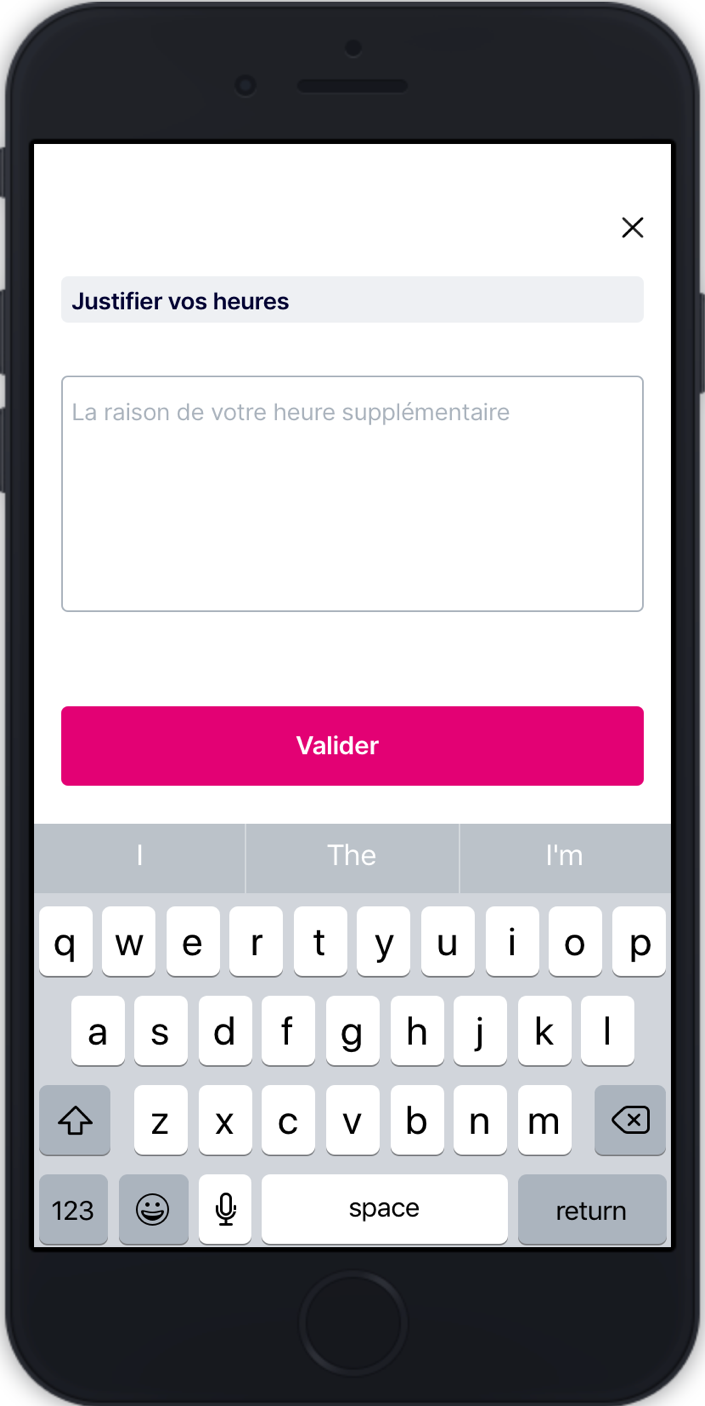 Justifier vos heures
La raison de votre heure supplémentaire
Valider
I The I'm
q w e r t y u i o p
a s d f g h j k l
z x c v b n m
123 space return